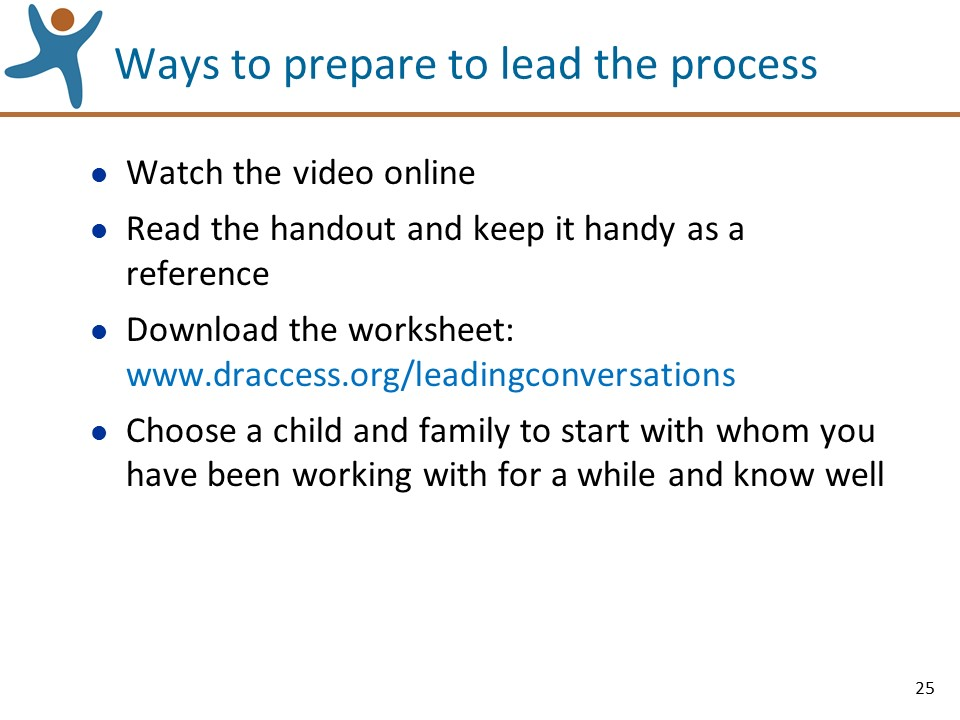 Ways to prepare to lead the process
● Watch the video online
● Read the handout and keep it handy as a
reference
● Download the worksheet:
www.draccess.org/leadingconversations
● Choose a child and family to start with whom you
have been working with for a while and know well
25